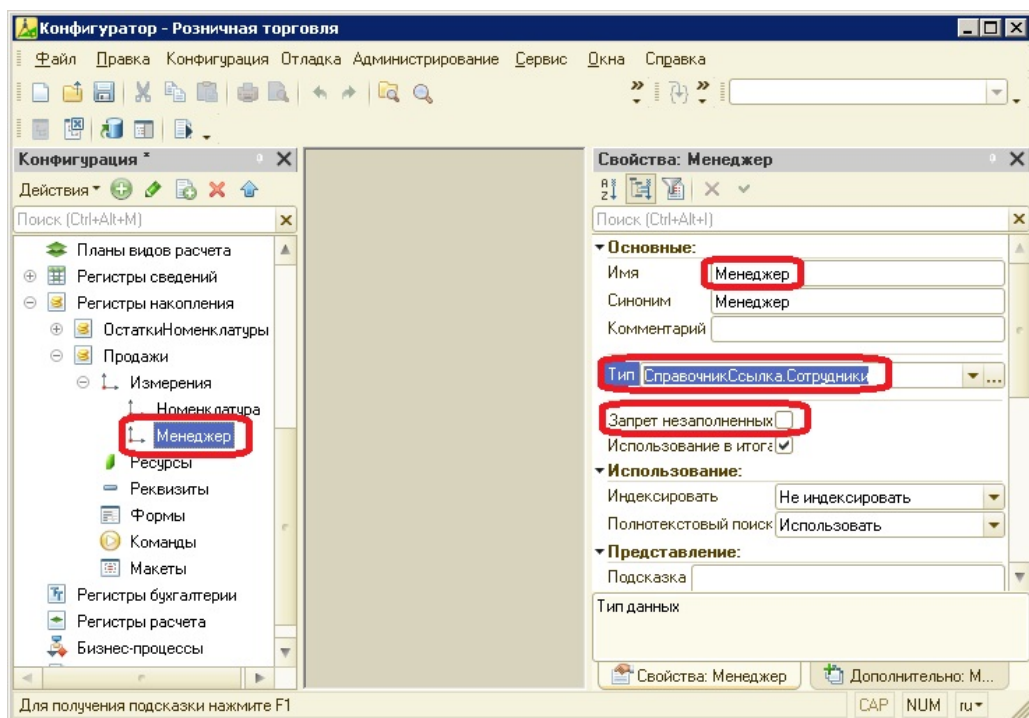 Конфигуратор - Розничная торговля
Файл Правка Конфигурация Отладка Администрирование Сервис Окна Справка
Конфигурация *
Действия
Поиск (Ctrl+Alt+M)
Планы видов расчета
Регистры сведений
Регистры накопления
ОстаткиНоменклатуры
Продажи
Измерения
Номенклатура
Менеджер
Ресурсы
Реквизиты
Формы
Команды
Макеты
Регистры бухгалтерии
Регистры расчета
Бизнес-процессы
Свойства: Менеджер
Поиск (Ctrl+Alt+I)
Основные:
Имя Менеджер
Синоним Менеджер
Комментарий
Тип СправочникСсылка.Сотрудники
...
Запрет незаполненных
Использование в итога
Использование:
Индексировать Не индексировать
Полнотекстовый поиск Использовать
Представление:
Подсказка
Тип данных
Свойства: Менеджер Дополнительно: М...
Для получения подсказки нажмите F1 CAP NUM ru